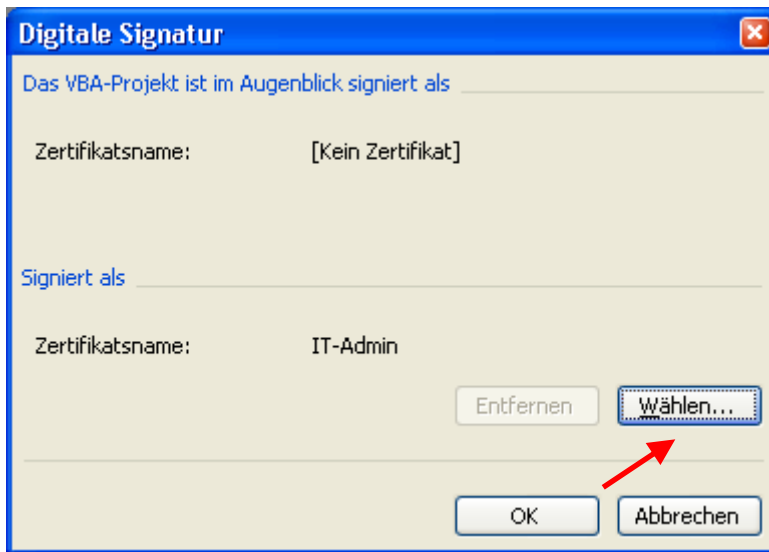 Digitale Signatur
Das VBA-Projekt ist im Augenblick signiert als
Zertifikatsname: [Kein Zertifikat]
Signiert als
Zertifikatsname: IT-Admin
Entfernen Wählen...
OK Abbrechen